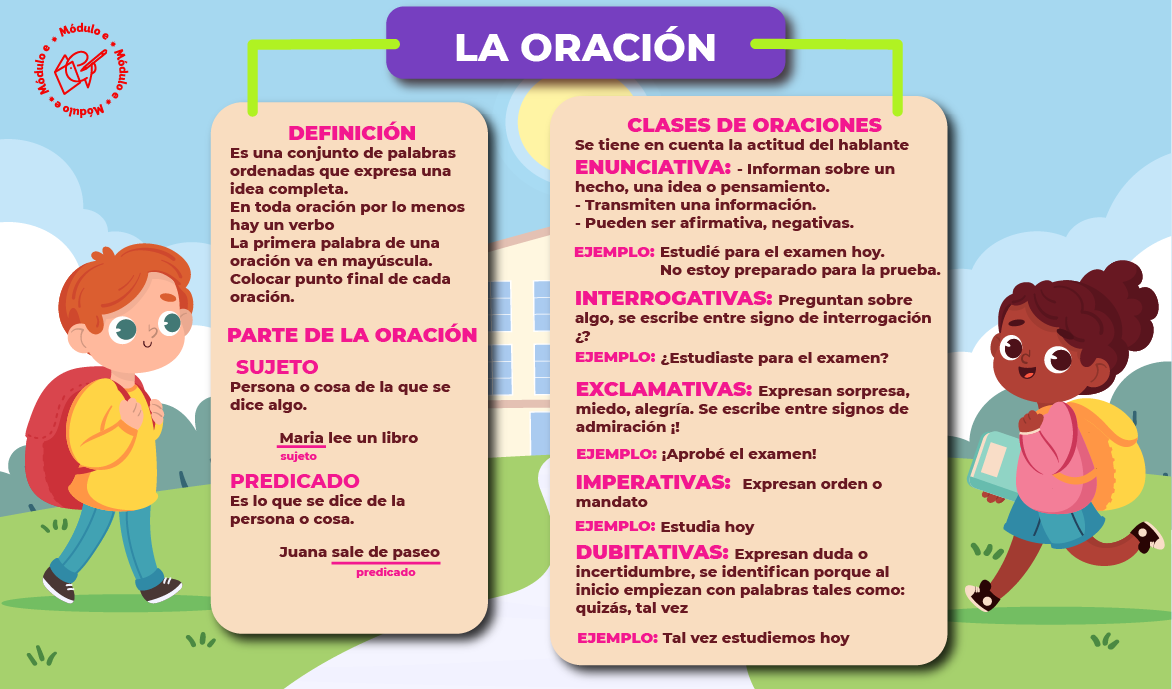 Módulo e * Módulo e * Módulo e * Módulo e *
LA ORACIÓN
DEFINICIÓN
Es una conjunto de palabras
ordenadas que expresa una
idea completa.
En toda oración por lo menos
hay un verbo
La primera palabra de una
oración va en mayúscula.
Colocar punto final de cada
oración.
PARTE DE LA ORACIÓN
SUJETO
Persona o cosa de la que se
dice algo.
Maria lee un libro
sujeto
PREDICADO
Es lo que se dice de la
persona o cosa.
Juana sale de paseo
predicado
CLASES DE ORACIONES
Se tiene en cuenta la actitud del hablante
ENUNCIATIVA: - Informan sobre un
hecho, una idea o pensamiento.
- Transmiten una información.
- Pueden ser afirmativa, negativas.
EJEMPLO: Estudié para el examen hoy.
No estoy preparado para la prueba.
INTERROGATIVAS: Preguntan sobre
algo, se escribe entre signo de interrogación
¿?
EJEMPLO: ¿Estudiaste para el examen?
EXCLAMATIVAS: Expresan sorpresa,
miedo, alegría. Se escribe entre signos de
admiración ¡!
EJEMPLO: ¡Aprobé el examen!
IMPERATIVAS: Expresan orden o
mandato
EJEMPLO: Estudia hoy
DUBITATIVAS: Expresan duda o
incertidumbre, se identifican porque al
inicio empiezan con palabras tales como:
quizás, tal vez
EJEMPLO: Tal vez estudiemos hoy